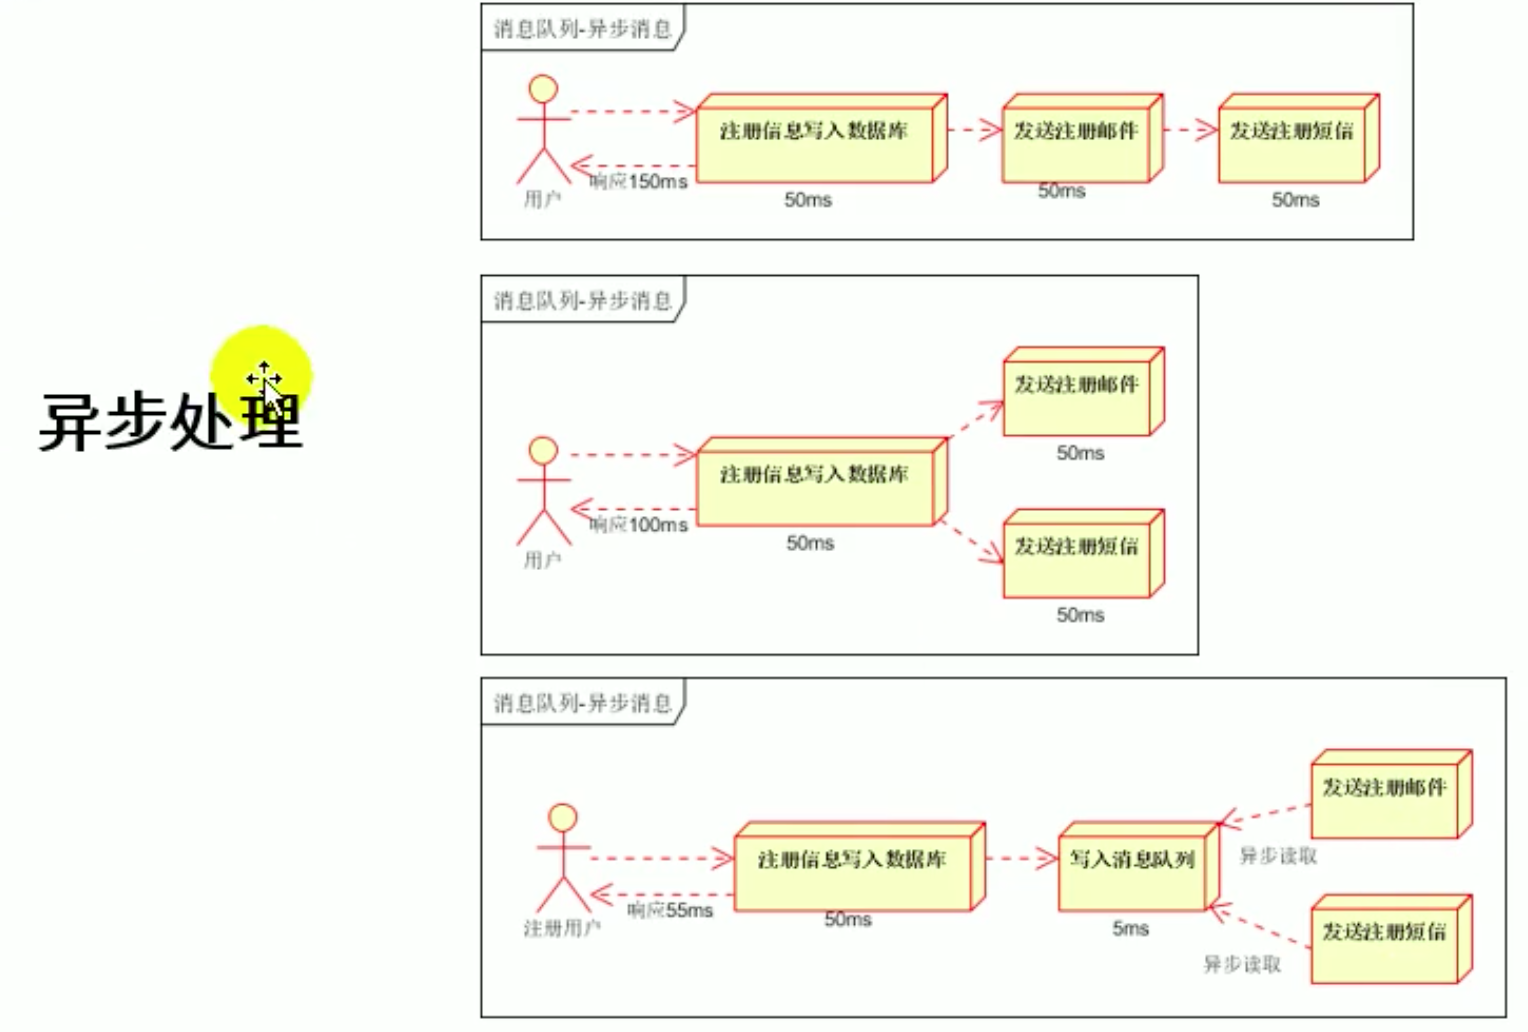 消息队列-异步消息
注册信息写入数据库
发送注册邮件
发送注册短信
响应150ms
用户
50ms
50ms
50ms
异步处理
消息队列-异步消息
发送注册邮件
50ms
注册信息写入数据库
响应100ms
50ms
用户
发送注册短信
50ms
消息队列-异步消息
发送注册邮件
注册信息写入数据库
写入消息队列
异步读取
响应55ms
50ms
5ms
注册用户
发送注册短信
异步读取